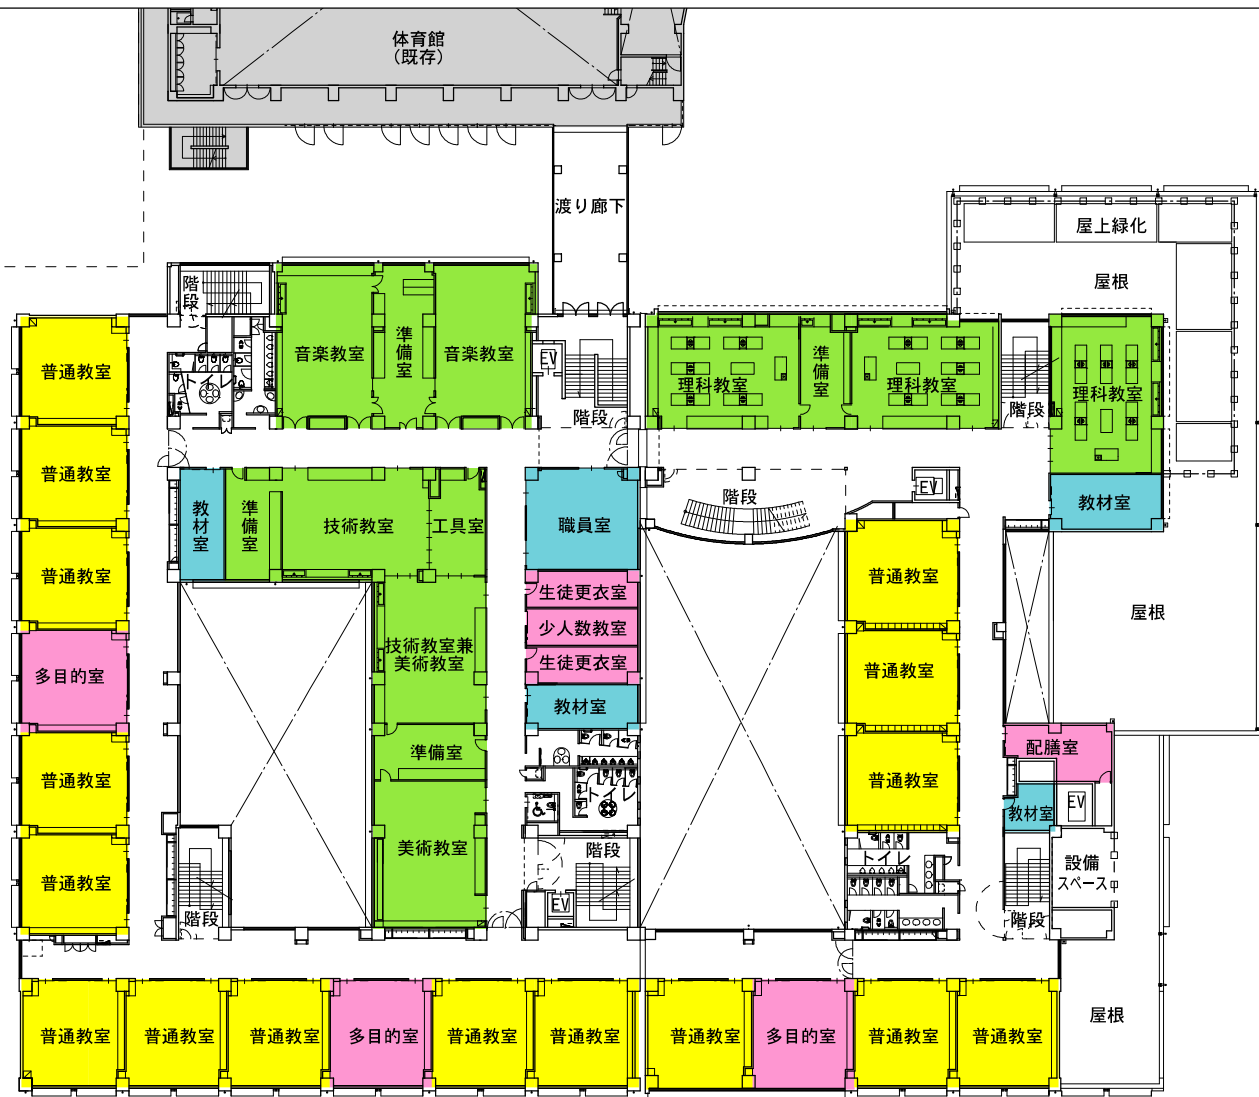 体育館
（既存）
渡り廊下
屋上緑化
屋根
階段
音楽教室
準備室
音楽教室
EV
階段
理科教室
準備室
理科教室
階段
理科教室
普通教室
トイレ
普通教室
教材室
準備室
技術教室
工具室
職員室
階段
EV
教材室
普通教室
生徒更衣室
少人数教室
生徒更衣室
普通教室
屋根
多目的室
技術教室兼
美術教室
教材室
普通教室
普通教室
準備室
トイレ
普通教室
配膳室
教材室
EV
普通教室
美術教室
階段
トイレ
設備
スペース
階段
EV
階段
普通教室
普通教室
普通教室
多目的室
普通教室
普通教室
普通教室
多目的室
普通教室
普通教室
屋根